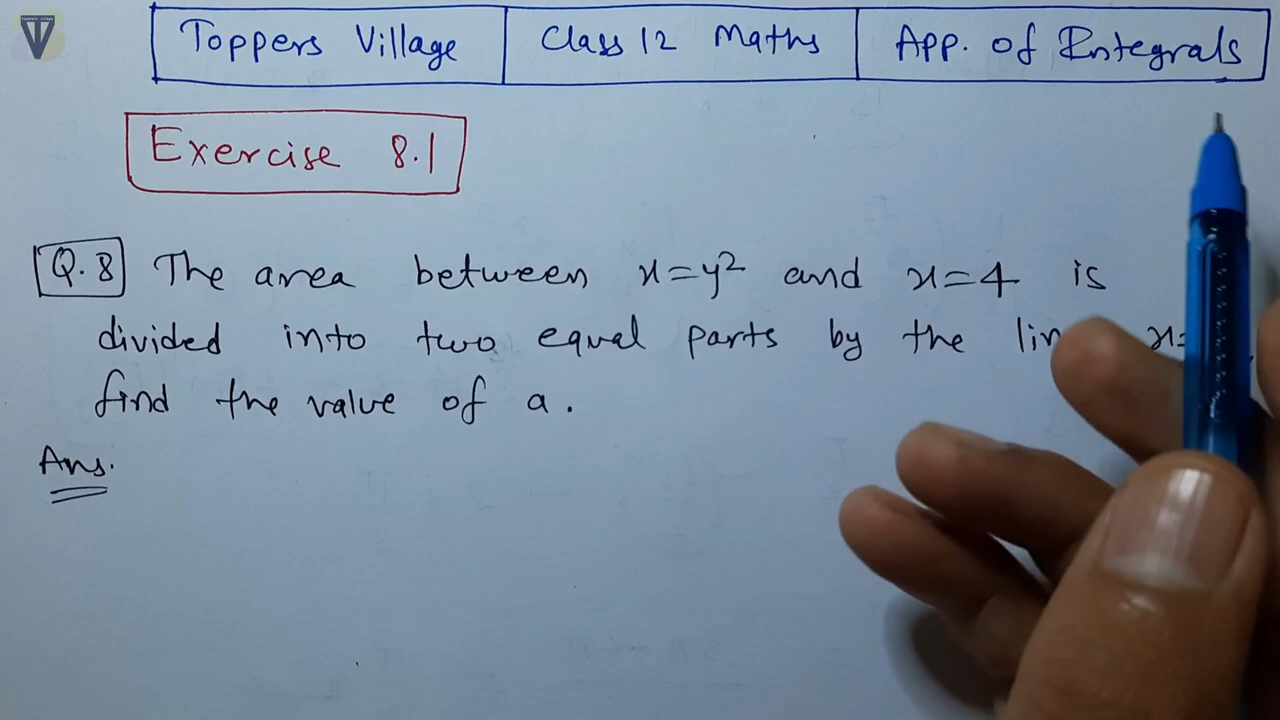 Toppers Village Class 12 Maths App. of Integrals
Exercise 8.1
Q.8 The area between x=y² and x=4 is
divided into two equal parts by the x=
find the value of a.
Ans.